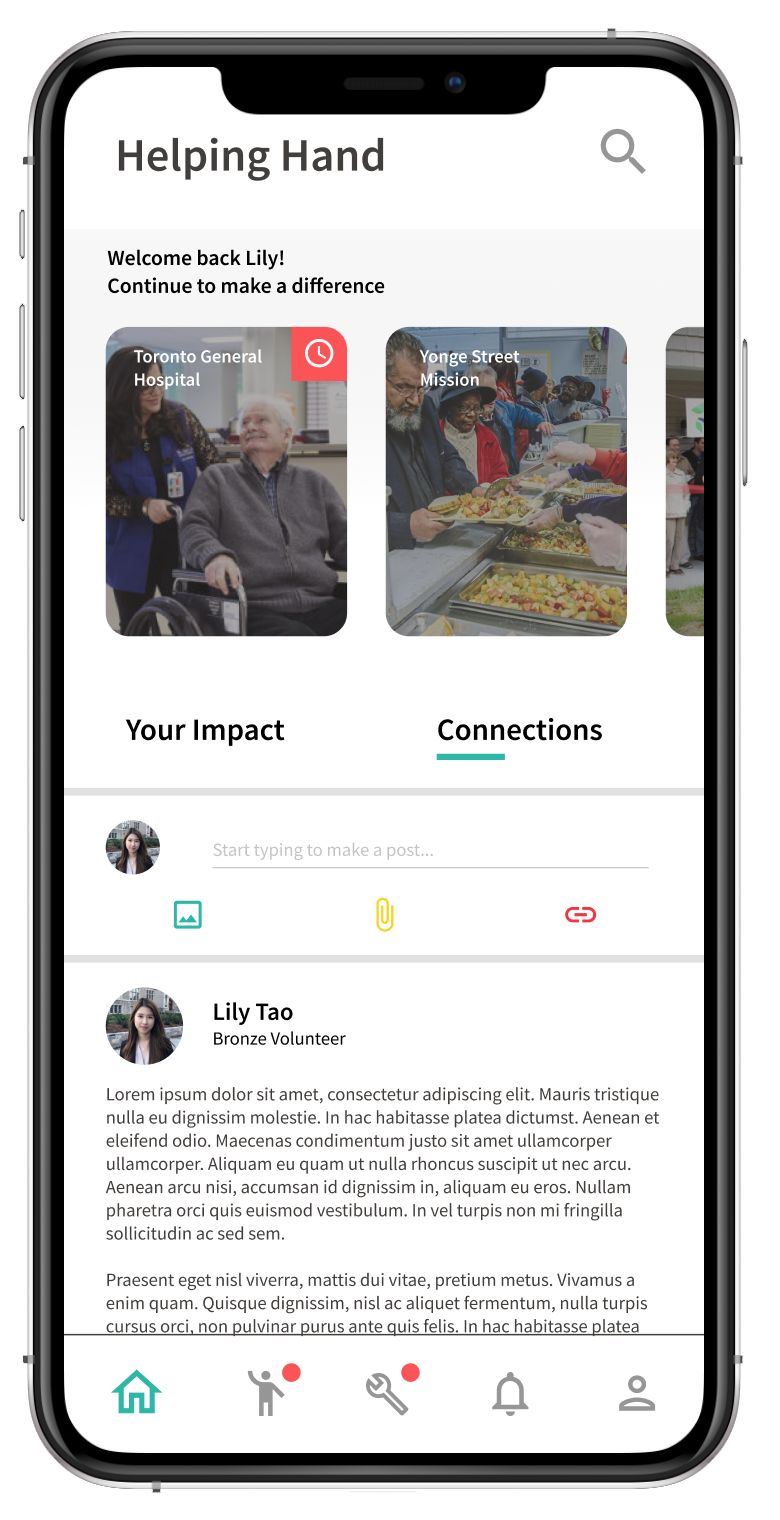 Helping Hand
Welcome back Lily!
Continue to make a difference
Toronto General
Hospital
Yonge Street
Mission
Your Impact
Connections
Start typing to make a post...
Lily Tao
Bronze Volunteer
Lorem ipsum dolor sit amet, consectetur adipiscing elit. Mauris tristique
nulla eu dignissim molestie. In hac habitasse platea dictumst. Aenean et
eleifend odio. Maecenas condimentum justo sit amet ullamcorper
ullamcorper. Aliquam eu quam ut nulla rhoncus suscipit ut nec arcu.
Aenean arcu nisi, accumsan id dignissim in, aliquam eu eros. Nullam
pharetra orci quis euismod vestibulum. In vel turpis non mi fringilla
sollicitudin ac sed sem.
Praesent eget nisl viverra, mattis dui vitae, pretium metus. Vivamus a
enim quam. Quisque dignissim, nisl ac aliquet fermentum, nulla turpis
cursus orci, non pulvinar purus ante quis felis. In hac habitasse platea